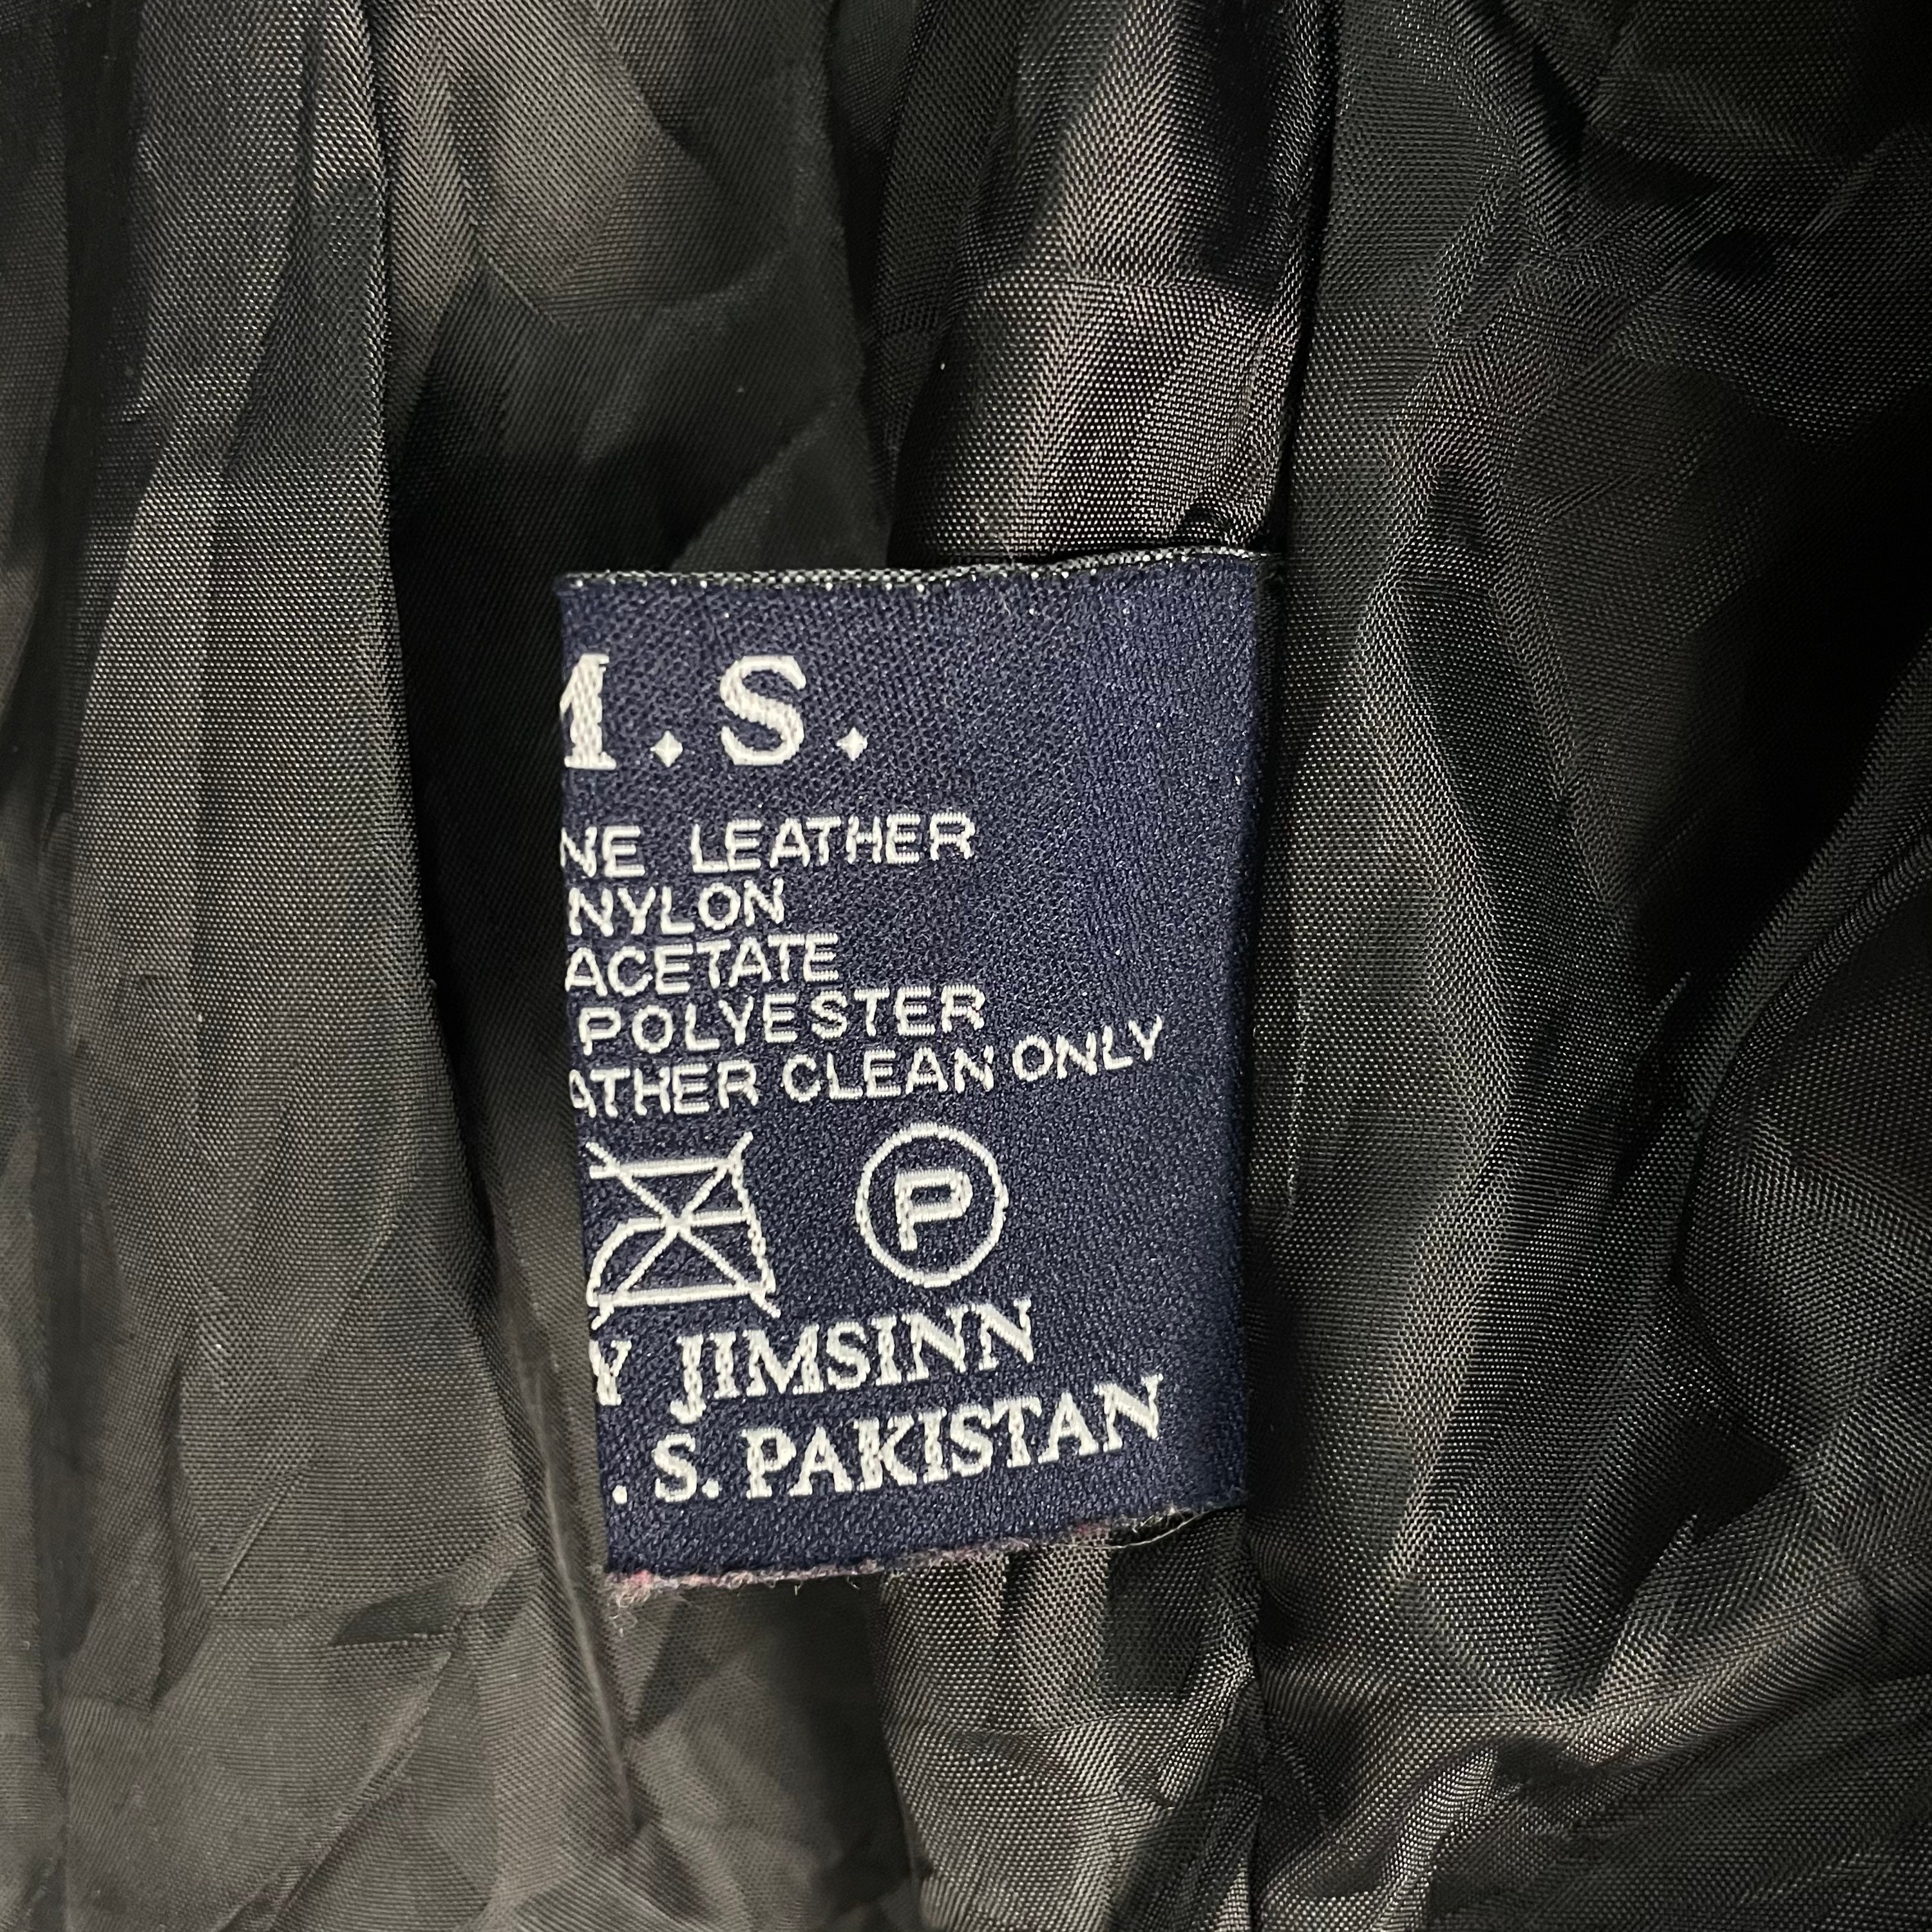 M.S.
NE LEATHER
NYLON
ACETATE
POLYESTER
ATHER CLEAN ONLY
P
Y JIMSINN
. S. PAKISTAN